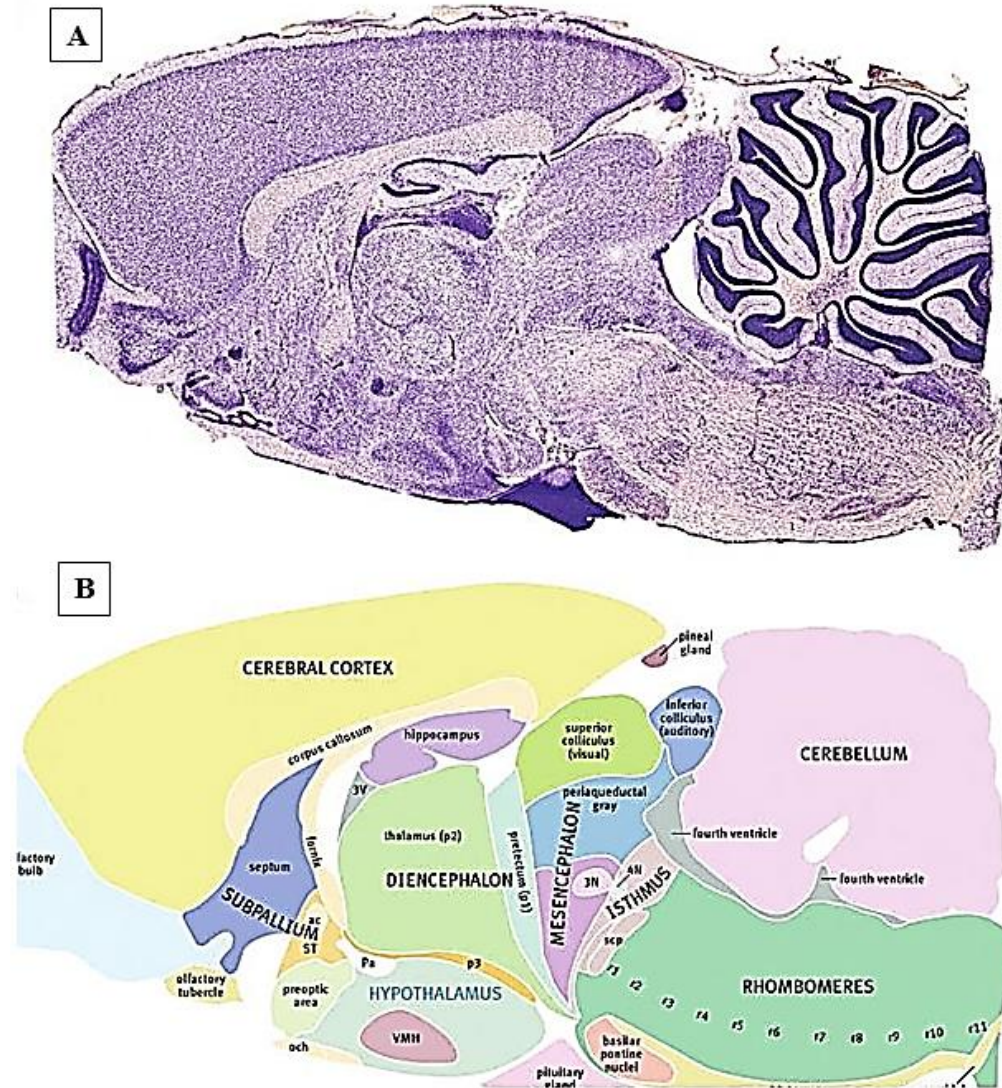 A
B
pineal
gland
CEREBRAL CORTEX
corpus callosum
hippocampus
superior
colliculus
(visual)
inferior
colliculus
(auditory)
CEREBELLUM
3V
periaqueductal
gray
fourth ventricle
fourth ventricle
lfactory
bulb
septum
fornix
thalamus (p2)
DIENCEPHALON
pretectum (p1)
MESENCEPHALON
3N
4N
ISTHMUS
SUBPALLIUM
ac
ST
scp
Pa
p3
olfactory
tubercle
preoptic
area
HYPOTHALAMUS
VMH
och
RHOMBOMERES
r1
r2
r3
r4
r5
r6
r7
r8
r9
r10
r11
basilar
pontine
nuclei
pituitary
gland